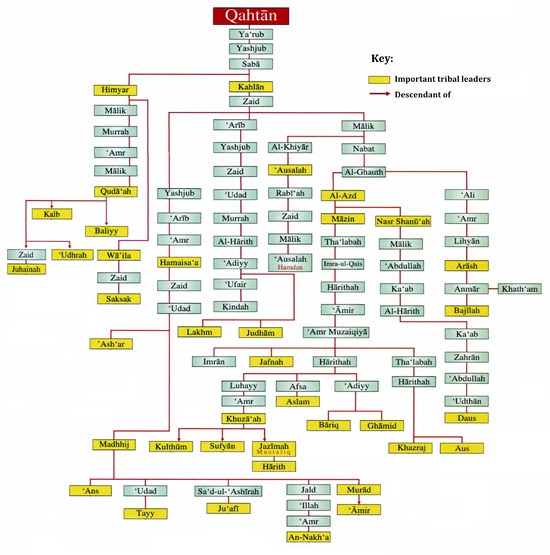 Qahtān
Ya‘rub
Yashjub
Sabā
Key:
Important tribal leaders
Descendant of
Himyar
Kahlān
Zaid
Mālik
Murrah
‘Amr
Mālik
Qudā‘ah
Kalb
Baliyy
Zaid
Juhainah
‘Udhrah
Wā‘ila
Zaid
Saksak
‘Ash‘ar
Yashjub
‘Arīb
‘Amr
Hamaisa‘a
Zaid
‘Udad
‘Arīb
Yashjub
Zaid
‘Udad
Murrah
Al-Hārith
‘Adiyy
‘Ufair
Kindah
Lakhm
Judhām
Mālik
Al-Khiyār
Nabat
‘Ausalah
Al-Ghauth
Rabī‘ah
Zaid
Mālik
‘Ausalah
Hamdan
Al-Azd
Māzin
Nasr Shanū‘ah
Tha‘labah
Imra-ul-Qais
Hārithah
‘Āmir
‘Amr Muzaiqiyā
Mālik
‘Abdullah
Ka‘ab
Al-Hārith
‘Ali
‘Amr
Lihyān
Arāsh
Anmār
Khath‘am
Bajīlah
Ka‘ab
Zahrān
‘Abdullah
‘Udthān
Daus
Imrān
Jafnah
Hārithah
Tha‘labah
Hārithah
Luhayy
‘Amr
Khuzā‘ah
Afsa
Aslam
‘Adiyy
Bāriq
Ghāmid
Khazraj
Aus
Kulthūm
Sufyān
Jazīmah
Mustaliq
Hārith
Madhhij
‘Ans
‘Udad
Tayy
Sa‘d-ul-‘Ashīrah
Ju‘afī
Jald
‘Illah
‘Amr
An-Nakh‘a
Murād
‘Āmir